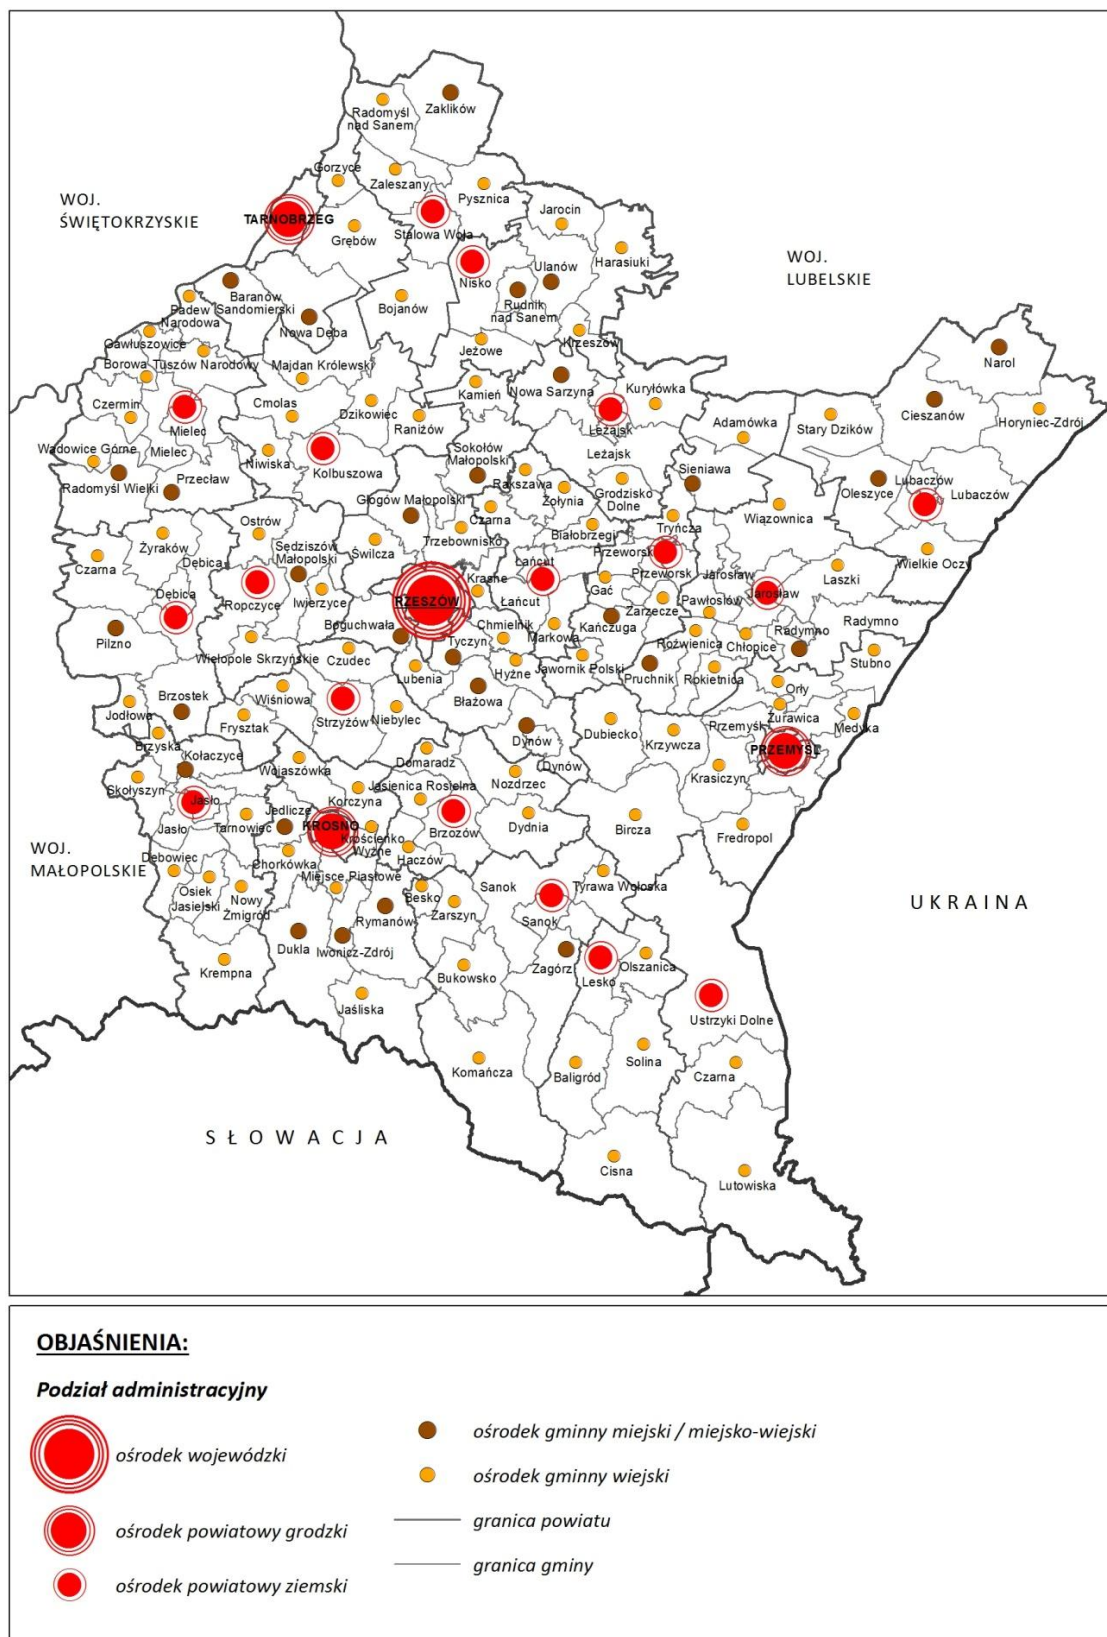 Zaklików
Radomyśl
nad Sanem
Gorzyce
Zaleszany
Pysznica
WOJ.
ŚWIĘTOKRZYSKIE
TARNOBRZEG
Grębów
Stalowa Wola
Jarocin
Harasiuki
WOJ.
LUBELSKIE
Nisko
Ulanów
Rudnik
nad Sanem
Baranów
Sandomierski
Padew
Narodowa
Nowa Dęba
Bojanów
Gawłuszowice
Krzeszów
Jeżowe
Narol
Borowa
Tuszów Narodowy
Majdan Królewski
Kamień
Nowa Sarzyna
Kuryłówka
Czermin
Cmolas
Dzikowiec
Raniżów
Leżajsk
Adamówka
Stary Dzików
Cieszanów
Horyniec-Zdrój
Mielec
Wadowice Górne
Mielec
Niwiska
Kolbuszowa
Sokołów
Małopolski
Leżajsk
Radomyśl Wielki
Przecław
Rakszawa
Żołynia
Grodzisko
Dolne
Sieniawa
Oleszyce
Lubaczów
Lubaczów
Głogów Małopolski
Czarna
Trzebownisko
Białobrzegi
Tryńcza
Wiązownica
Ostrów
Żyraków
Sędziszów
Małopolski
Świlcza
Przeworsk
Wielkie Oczy
Czarna
Dębica
Dębica
Ropczyce
Iwierzyce
Krasne
Łańcut
Łańcut
Przeworsk
Jarosław
Laszki
RZESZÓW
Gać
Jarosław
Pilzno
Boguchwała
Chmielnik
Markowa
Kańczuga
Zarzecze
Pawłosiów
Radymno
Radymno
Wielopole Skrzyńskie
Czudec
Tyczyn
Lubenia
Hyżne
Jawornik Polski
Roźwienica
Chłopice
Stubno
Pruchnik
Rokietnica
Orły
Brzostek
Wiśniowa
Strzyżów
Niebylec
Błażowa
Jodłowa
Frysztak
Dynów
Dubiecko
Krzywcza
Przemyśl
Żurawica
Medyka
Brzyska
Kołaczyce
Wojaszówka
Domaradz
Dynów
PRZEMYŚL
Skołyszyn
Nozdrzec
Krasiczyn
Jasło
Jasienica Rosielna
Korczyna
Jasło
Tarnowiec
Jedlicze
KROSNO
Brzozów
Dydnia
Bircza
Fredropol
Krościenko
Wyżne
WOJ.
MAŁOPOLSKIE
Dębowiec
Chorkówka
Haczów
Osiek
Jasielski
Miejsce Piastowe
Nowy
Żmigród
Besko
Sanok
Tyrawa Wołoska
Rymanów
Zarszyn
UKRAINA
Sanok
Dukla
Iwonicz-Zdrój
Krempna
Bukowsko
Zagórz
Lesko
Olszanica
Jaśliska
Ustrzyki Dolne
Solina
Komańcza
Baligród
Czarna
SŁOWACJA
Cisna
Lutowiska
OBJAŚNIENIA:
Podział administracyjny
ośrodek wojewódzki
ośrodek powiatowy grodzki
ośrodek powiatowy ziemski
ośrodek gminny miejski / miejsko-wiejski
ośrodek gminny wiejski
granica powiatu
granica gminy